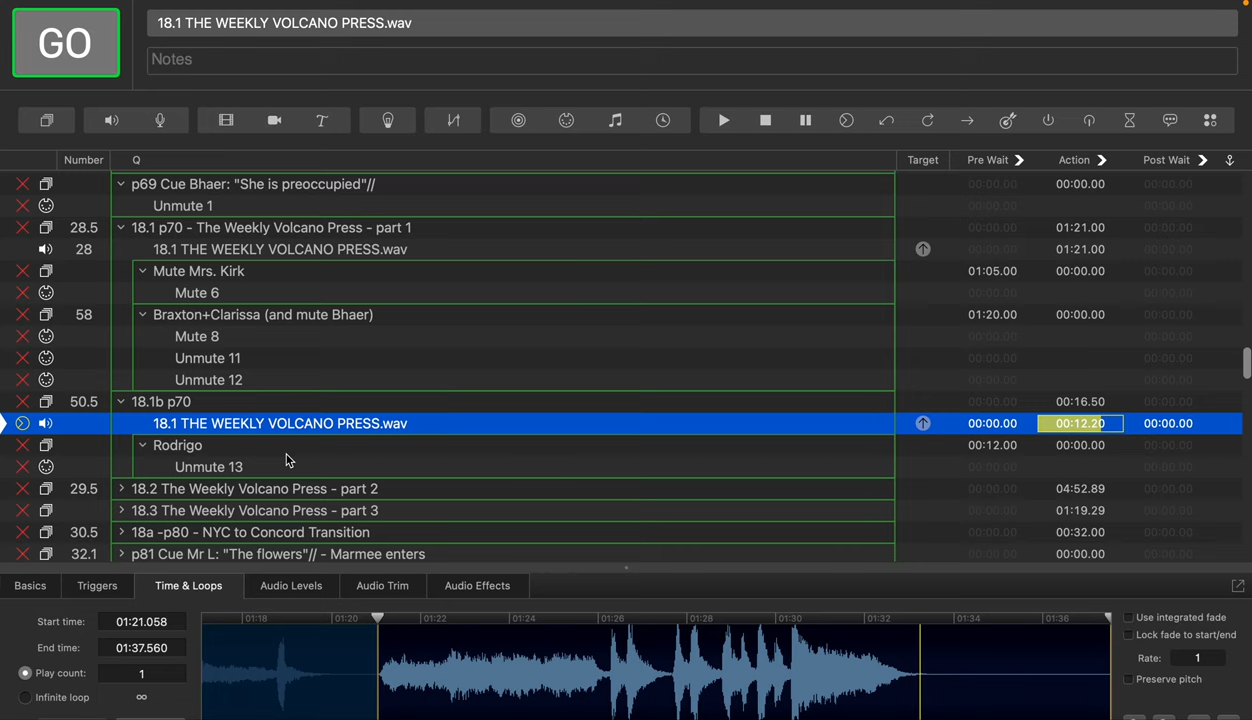 GO
18.1 THE WEEKLY VOLCANO PRESS.wav
Notes
Number Q Target Pre Wait Action Post Wait
p69 Cue Bhaer: "She is preoccupied"// 00:00.00 00:00.00 00:00.00
Unmute 1
28.5 18.1 p70 - The Weekly Volcano Press - part 1 00:00.00 01:21.00 00:00.00
28 18.1 THE WEEKLY VOLCANO PRESS.wav 00:00.00 01:21.00 00:00.00
Mute Mrs. Kirk 01:05.00 00:00.00 00:00.00
Mute 6 00:00.00 00:00.00 00:00.00
58 Braxton+Clarissa (and mute Bhaer) 01:20.00 00:00.00 00:00.00
Mute 8 00:00.00 00:00.00 00:00.00
Unmute 11 00:00.00 00:00.00 00:00.00
Unmute 12 00:00.00 00:00.00 00:00.00
50.5 18.1b p70 00:00.00 00:16.50 00:00.00
18.1 THE WEEKLY VOLCANO PRESS.wav 00:00.00 00:12.20 00:00.00
Rodrigo 00:12.00 00:00.00 00:00.00
Unmute 13 00:00.00 00:00.00 00:00.00
29.5 18.2 The Weekly Volcano Press - part 2 00:00.00 04:52.89 00:00.00
18.3 The Weekly Volcano Press - part 3 00:00.00 01:19.29 00:00.00
30.5 18a -p80 - NYC to Concord Transition 00:00.00 00:32.00 00:00.00
32.1 p81 Cue Mr L: "The flowers"// - Marmee enters 00:00.00 00:00.00 00:00.00
Basics Triggers Time & Loops Audio Levels Audio Trim Audio Effects
Start time: 01:21.058
01:18 01:20 01:22 01:24 01:26 01:28 01:30 01:32 01:34 01:36
Use integrated fade
Lock fade to start/end
End time: 01:37.560
Rate: 1
Play count: 1
Preserve pitch
Infinite loop ∞